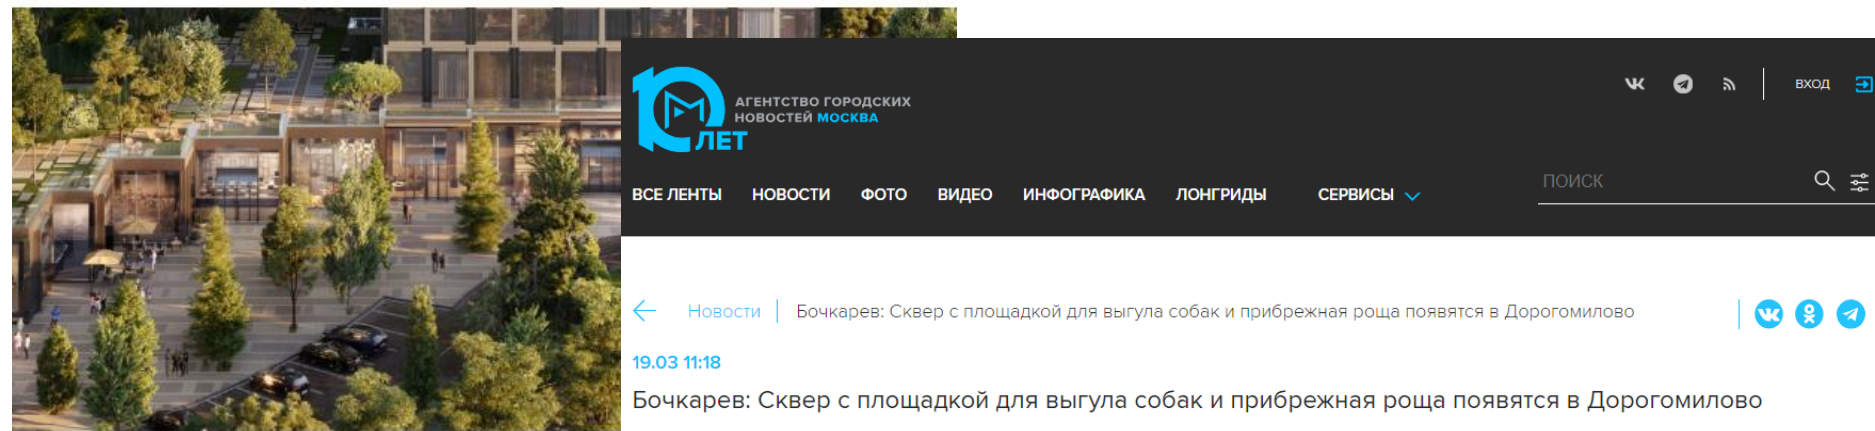 10 ЛЕТ
АГЕНТСТВО ГОРОДСКИХ
НОВОСТЕЙ МОСКВА
ВХОД
ВСЕ ЛЕНТЫ НОВОСТИ ФОТО ВИДЕО ИНФОГРАФИКА ЛОНГРИДЫ СЕРВИСЫ ПОИСК
Новости | Бочкарев: Сквер с площадкой для выгула собак и прибрежная роща появятся в Дорогомилово
19.03 11:18
Бочкарев: Сквер с площадкой для выгула собак и прибрежная роща появятся в Дорогомилово